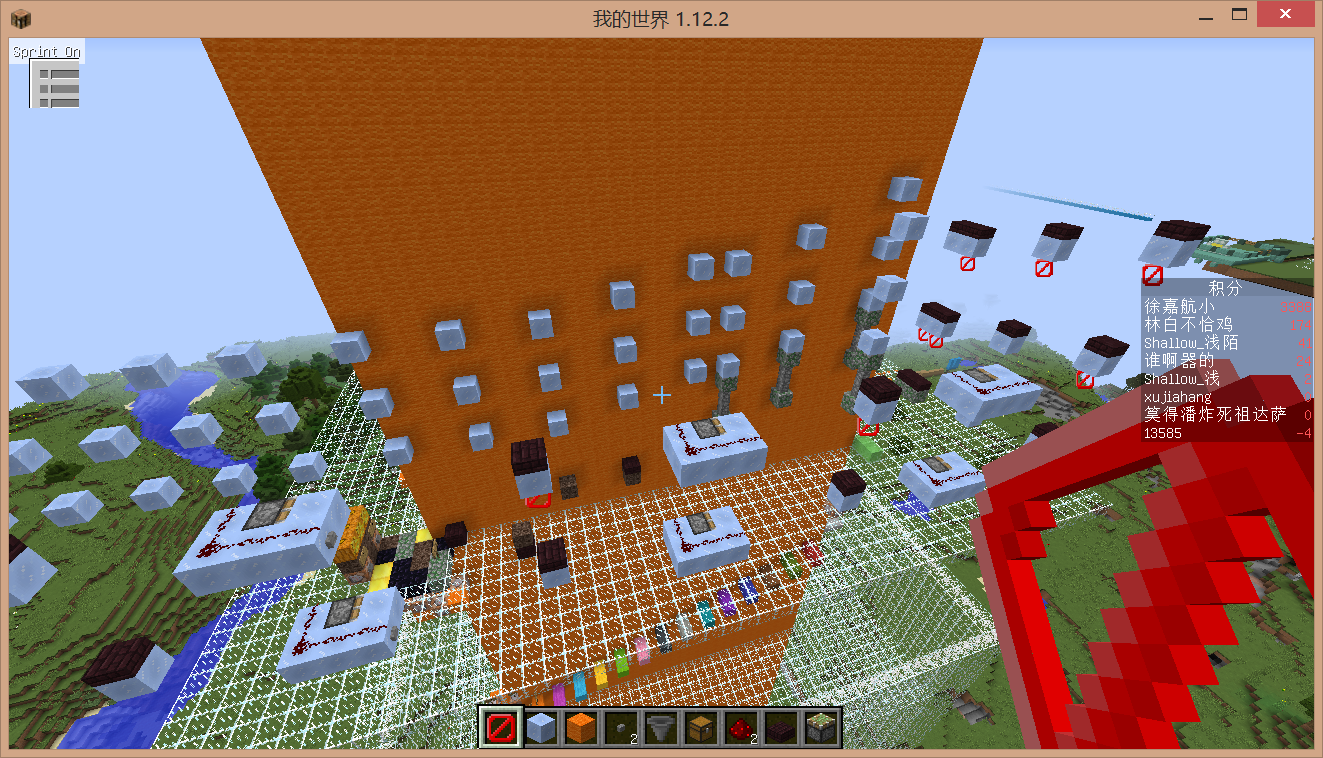 我的世界 1.12.2
Sprint On
积分
徐嘉航小
林白不恰鸡
Shallow_浅陌
谁啊器的
Shallow_浅
xujiahang
莫得潘炸死祖达萨 0
13585 -4
2
2